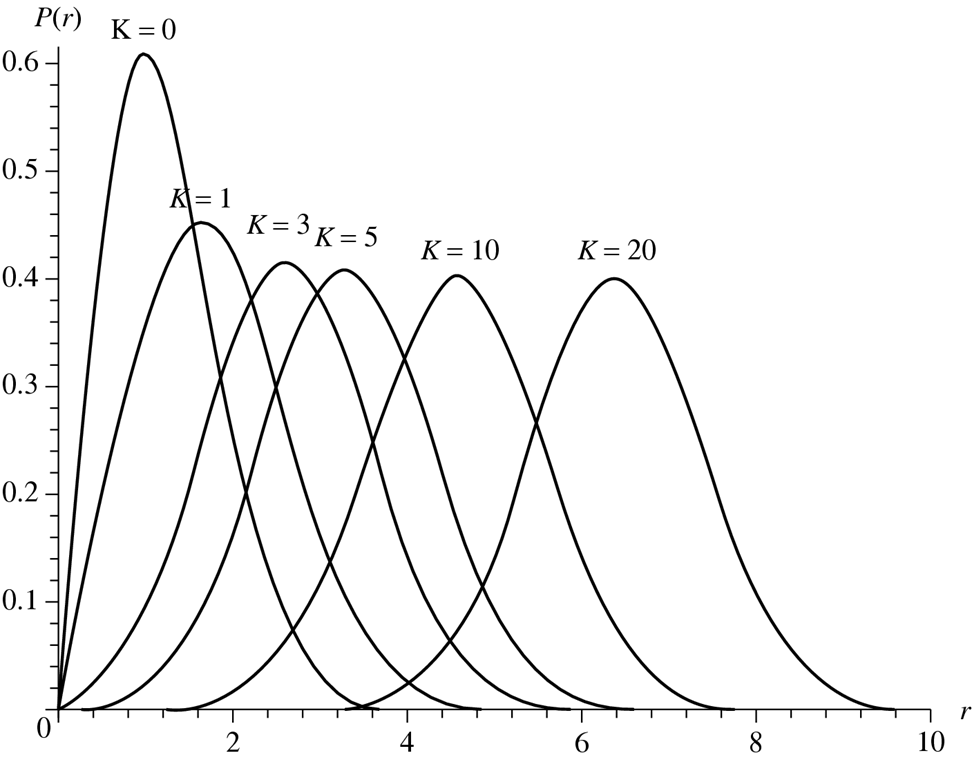 P(r)
K = 0
0.6
0.5
K = 1
K = 3
K = 5
K = 10
K = 20
0.4
0.3
0.2
0.1
0
2
4
6
8
10
r